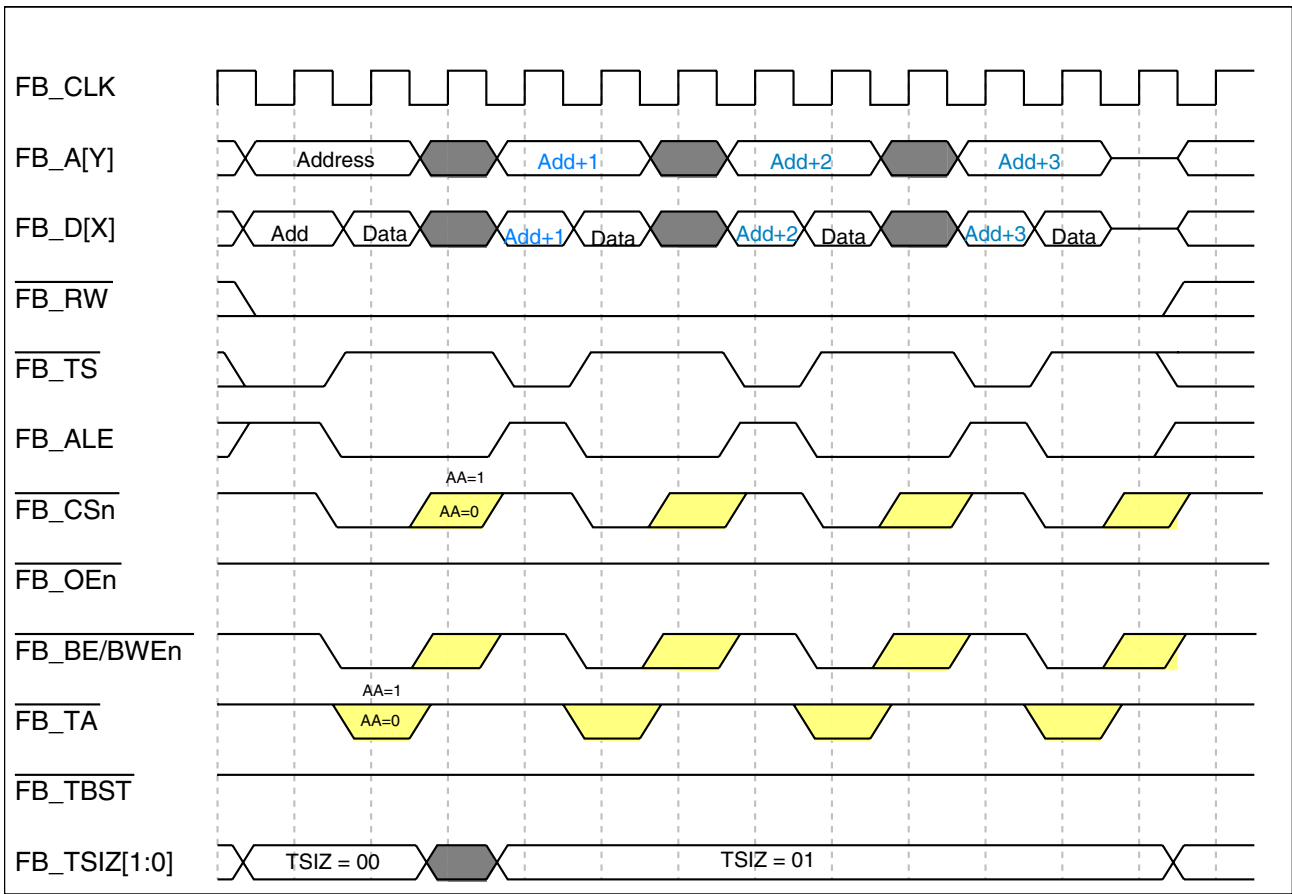 FB_CLK
FB_A[Y] Address Add+1 Add+2 Add+3
FB_D[X] Add Data Add+1 Data Add+2 Data Add+3 Data
FB_RW
FB_TS
FB_ALE
AA=1
FB_CSn AA=0
FB_OEn
FB_BE/BWEn
AA=1
FB_TA AA=0
FB_TBST
FB_TSIZ[1:0] TSIZ = 00 TSIZ = 01